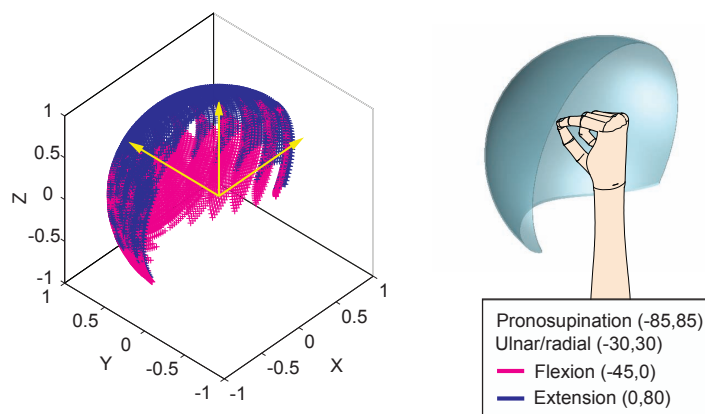 1
0.5
0
-0.5
-1
Z
1
0.5
0
-0.5
-1
Y
-1
-0.5
0
0.5
1
X
Pronosupination (-85,85)
Ulnar/radial (-30,30)
Flexion (-45,0)
Extension (0,80)